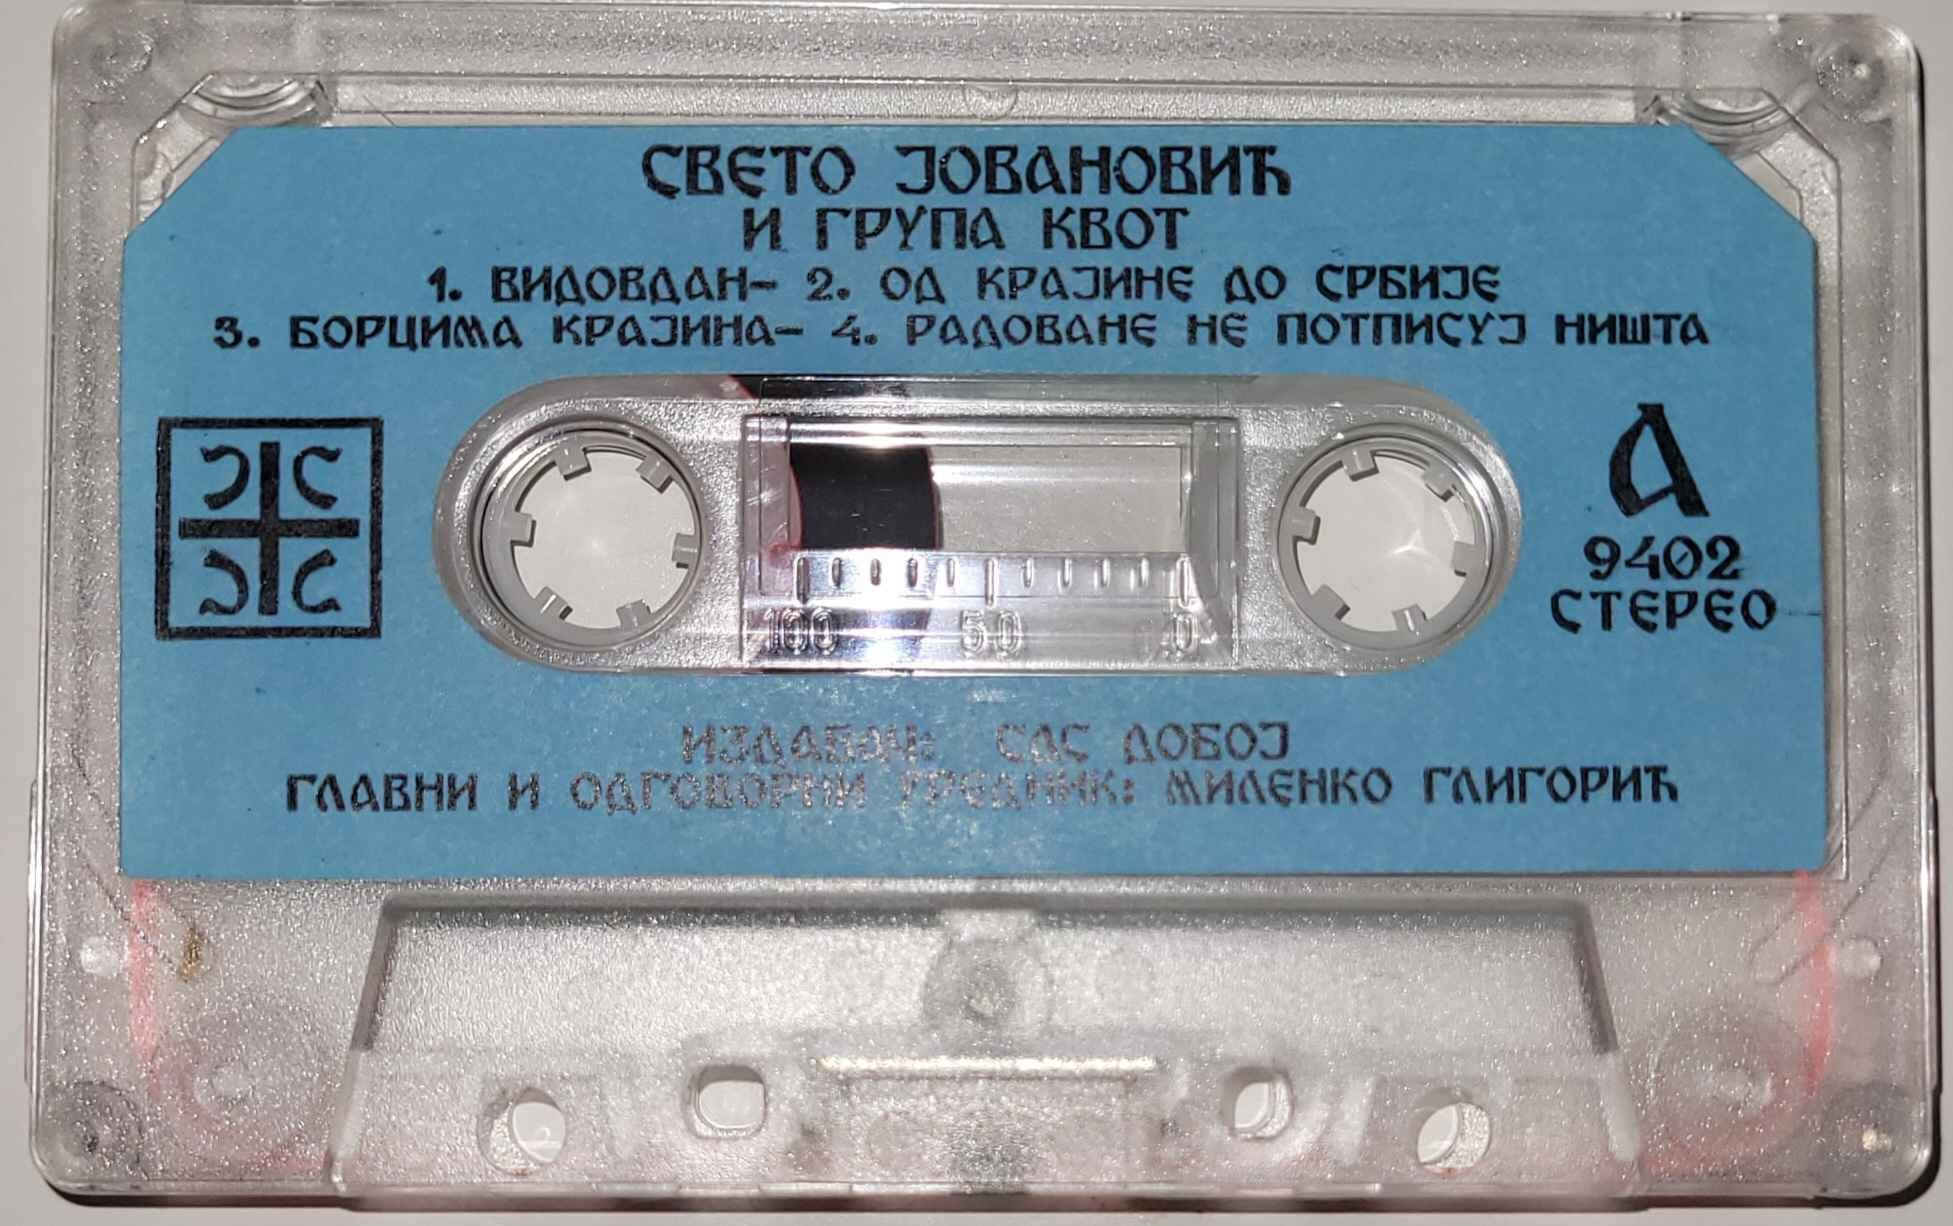 СВЕТО ЈОВАНОВИЋ
И ГРУПА КВОТ
1. ВИДОВДАН- 2. ОД КРАЈИНЕ ДО СРБИЈЕ
3. БОРЦИМА КРАЈИНА- 4. РАДОВАНЕ НЕ ПОТПИСУЈ НИШТА
А
9402
СТЕРЕО
100 50 0
ИЗДАВАЧ: САС ДОБОЈ
ГЛАВНИ И ОДГОВОРНИ УРЕДНИК: МИЛЕНКО ГЛИГОРИЋ